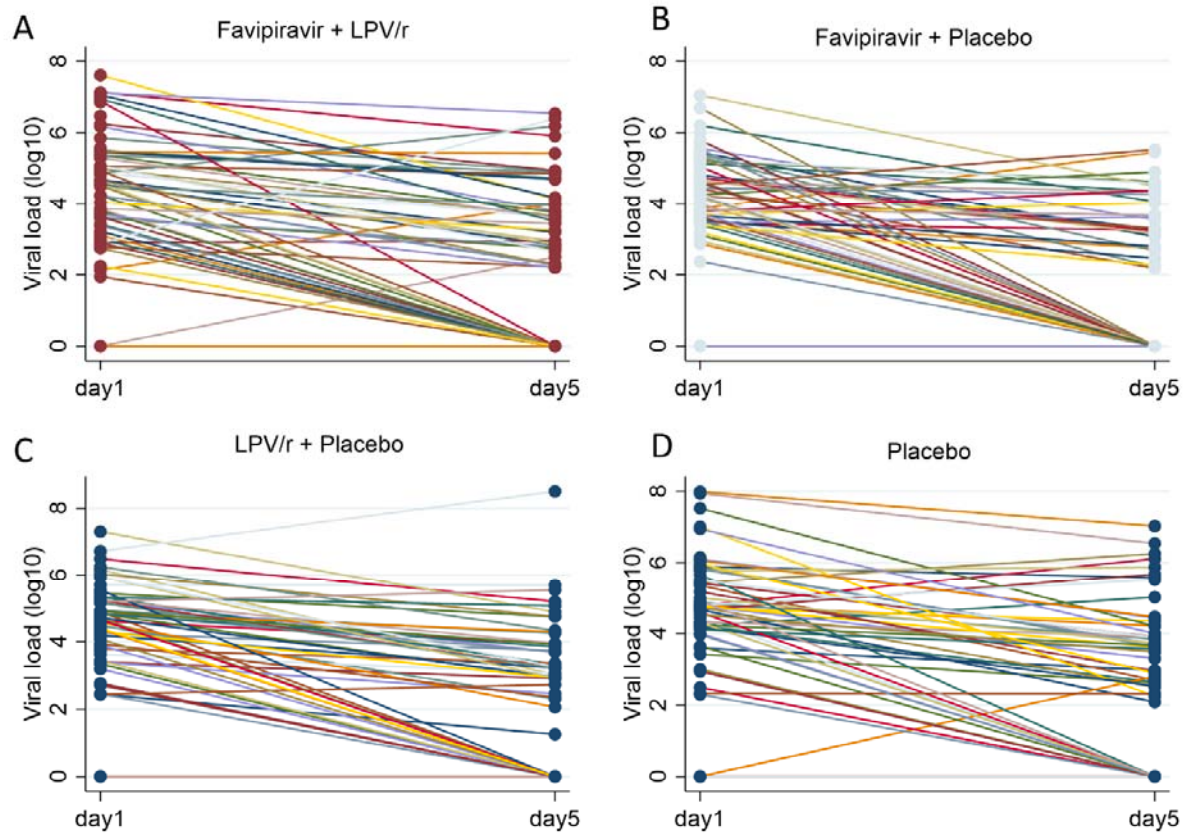 A
Favipiravir + LPV/r
Viral load (log10)
8
6
4
2
0
day1
day5
B
Favipiravir + Placebo
Viral load (log10)
8
6
4
2
0
day1
day5
C
LPV/r + Placebo
Viral load (log10)
8
6
4
2
0
day1
day5
D
Placebo
Viral load (log10)
8
6
4
2
0
day1
day5